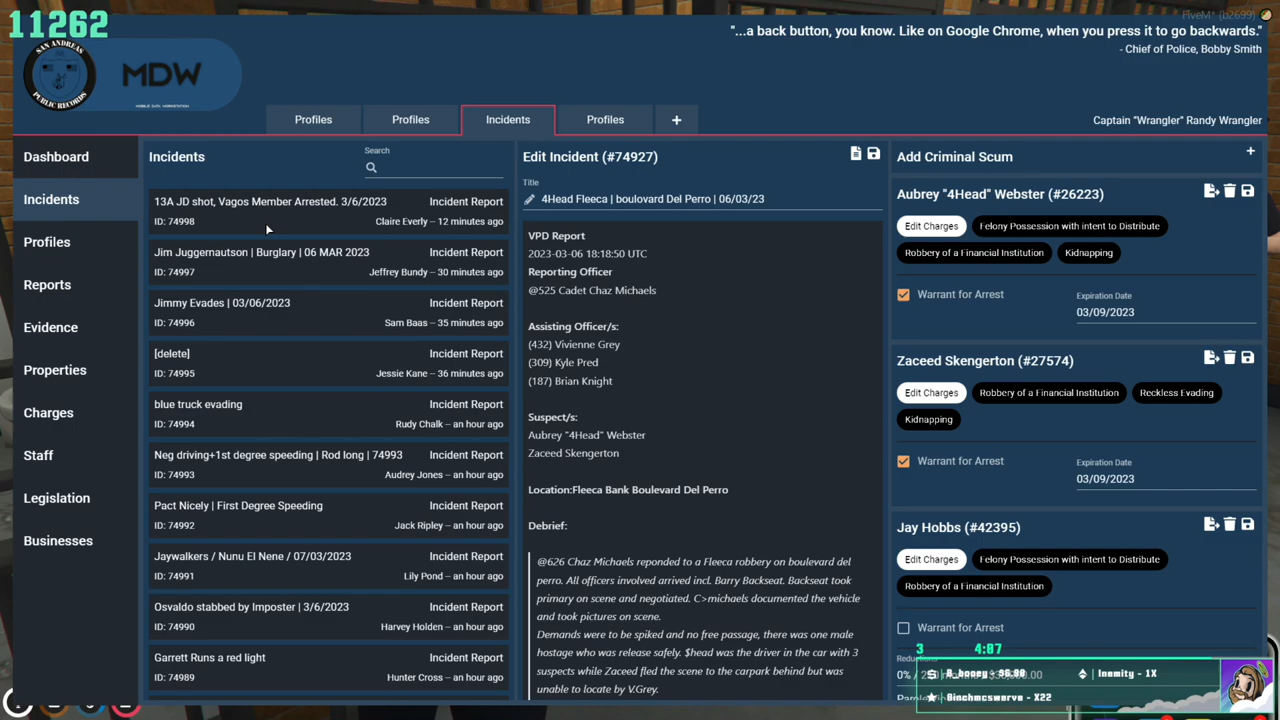 11262
FiveM* (b2699)
"...a back button, you know. Like on Google Chrome, when you press it to go backwards."
- Chief of Police, Bobby Smith
SAN ANDREAS
PUBLIC RECORDS
MDW
MOBILE DATA WORKSTATION
Profiles
Profiles
Incidents
Profiles
+
Captain "Wrangler" Randy Wrangler
Dashboard
Incidents
Profiles
Reports
Evidence
Properties
Charges
Staff
Legislation
Businesses
Incidents
Search
13A JD shot, Vagos Member Arrested. 3/6/2023 Incident Report
ID: 74998 Claire Everly – 12 minutes ago
Jim Juggernautson | Burglary | 06 MAR 2023 Incident Report
ID: 74997 Jeffrey Bundy – 30 minutes ago
Jimmy Evades | 03/06/2023 Incident Report
ID: 74996 Sam Baas – 35 minutes ago
[delete] Incident Report
ID: 74995 Jessie Kane – 36 minutes ago
blue truck evading Incident Report
ID: 74994 Rudy Chalk – an hour ago
Neg driving+1st degree speeding | Rod long | 74993 Incident Report
ID: 74993 Audrey Jones – an hour ago
Pact Nicely | First Degree Speeding Incident Report
ID: 74992 Jack Ripley – an hour ago
Jaywalkers / Nunu El Nene / 07/03/2023 Incident Report
ID: 74991 Lily Pond – an hour ago
Osvaldo stabbed by Imposter | 3/6/2023 Incident Report
ID: 74990 Harvey Holden – an hour ago
Garrett Runs a red light Incident Report
ID: 74989 Hunter Cross – an hour ago
Edit Incident (#74927)
Title
4Head Fleeca | boulovard Del Perro | 06/03/23
VPD Report
2023-03-06 18:18:50 UTC
Reporting Officer
@525 Cadet Chaz Michaels
Assisting Officer/s:
(432) Vivienne Grey
(309) Kyle Pred
(187) Brian Knight
Suspect/s:
Aubrey "4Head" Webster
Zaceed Skengerton
Location:Fleeca Bank Boulevard Del Perro
Debrief:
@626 Chaz Michaels reponded to a Fleeca robbery on boulavard del
perro. All officers involved arrived incl. Barry Backseat. Backseat took
primary on scene and negotiated. C>michaels documented the vehicle
and took pictures on scene.
Demands were to be spiked and no free passage, there was one male
hostage who was release safely. $head was the driver in the car with 3
suspects while Zaceed fled the scene to the carpark behind but was
unable to locate by V.Grey.
Add Criminal Scum
+
Aubrey "4Head" Webster (#26223)
Edit Charges Felony Possession with intent to Distribute
Robbery of a Financial Institution Kidnapping
Warrant for Arrest Expiration Date
03/09/2023
Zaceed Skengerton (#27574)
Edit Charges Robbery of a Financial Institution Reckless Evading
Kidnapping
Warrant for Arrest Expiration Date
03/09/2023
Jay Hobbs (#42395)
Edit Charges Felony Possession with intent to Distribute
Robbery of a Financial Institution
Warrant for Arrest
3 4:07
0% /
Inomity - 1X
Ginchmcswerve - X22